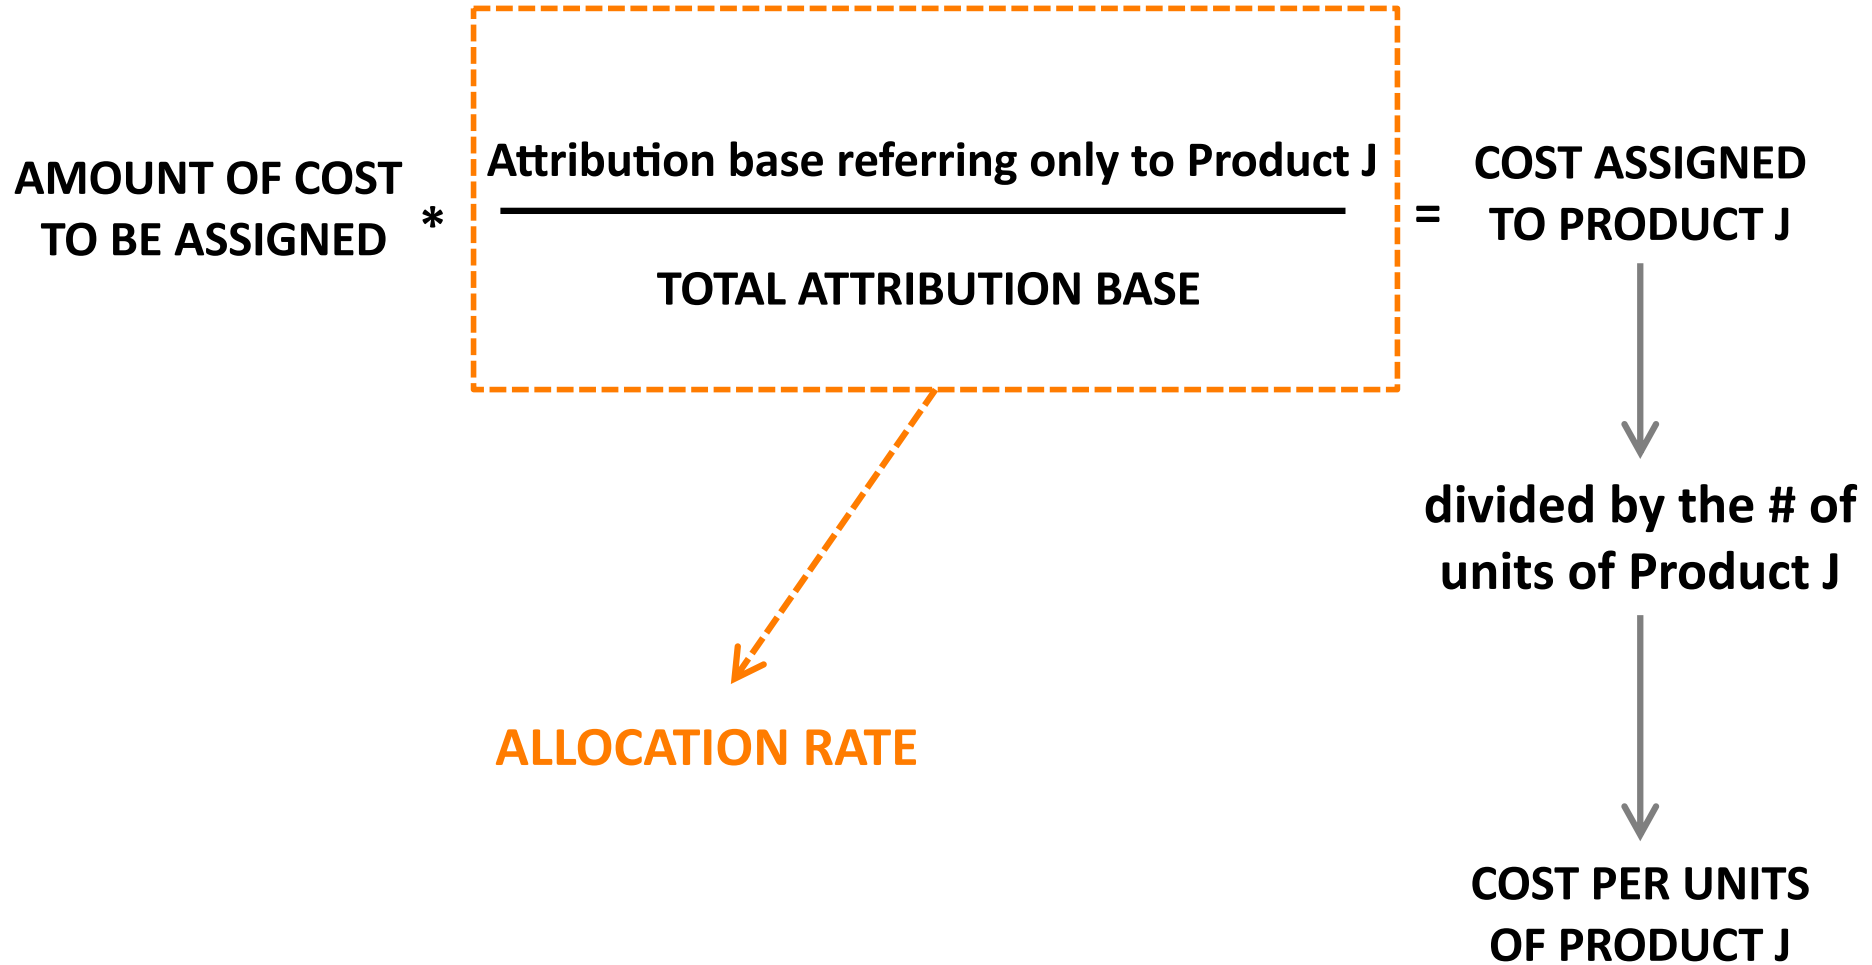 AMOUNT OF COST
TO BE ASSIGNED
*
Attribution base referring only to Product J
TOTAL ATTRIBUTION BASE
=
COST ASSIGNED
TO PRODUCT J
divided by the # of
units of Product J
ALLOCATION RATE
COST PER UNITS
OF PRODUCT J